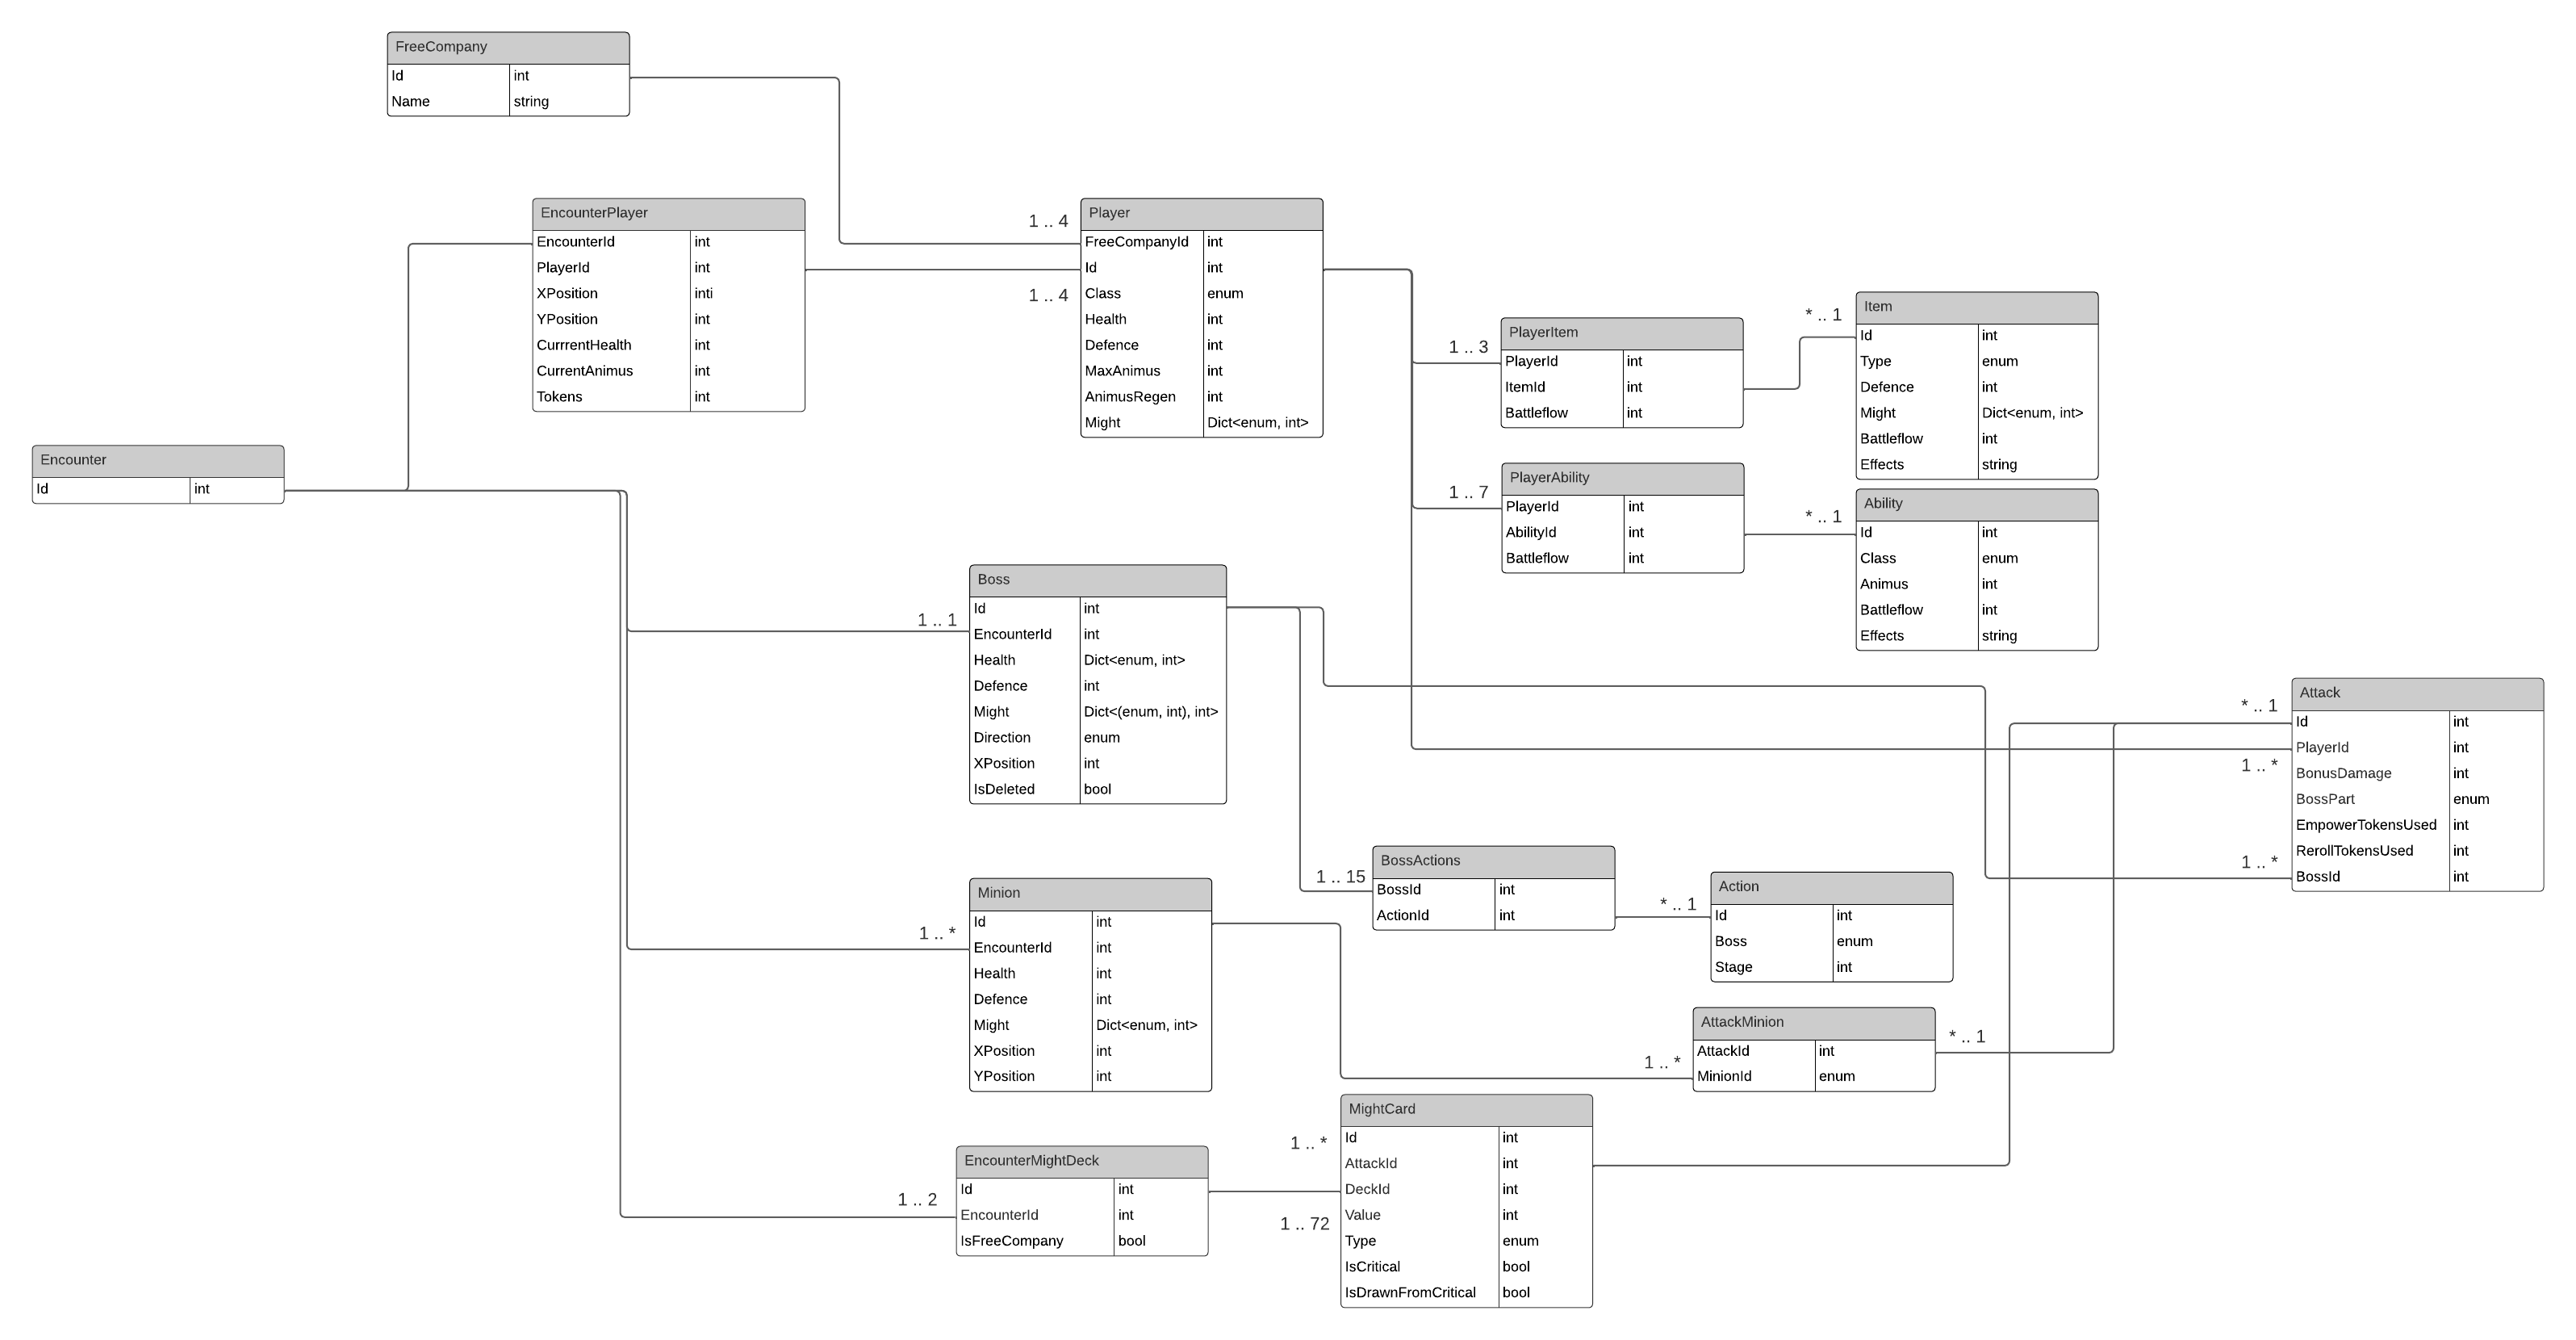 FreeCompany
Id int
Name string
EncounterPlayer
EncounterId int
PlayerId int
XPosition inti
YPosition int
CurrrentHealth int
CurrentAnimus int
Tokens int
1 .. 4
1 .. 4
Player
FreeCompanyId int
Id int
Class enum
Health int
Defence int
MaxAnimus int
AnimusRegen int
Might Dict<enum, int>
1 .. 3
PlayerItem
PlayerId int
ItemId int
Battleflow int
* .. 1
Item
Id int
Type enum
Defence int
Might Dict<enum, int>
Battleflow int
Effects string
Encounter
Id int
1 .. 7
PlayerAbility
PlayerId int
AbilityId int
Battleflow int
* .. 1
Ability
Id int
Class enum
Animus int
Battleflow int
Effects string
1 .. 1
Boss
Id int
EncounterId int
Health Dict<enum, int>
Defence int
Might Dict<(enum, int), int>
Direction enum
XPosition int
IsDeleted bool
* .. 1
1 .. *
1 .. *
Attack
Id int
PlayerId int
BonusDamage int
BossPart enum
EmpowerTokensUsed int
RerollTokensUsed int
BossId int
1 .. 15
BossActions
BossId int
ActionId int
* .. 1
Action
Id int
Boss enum
Stage int
1 .. *
Minion
Id int
EncounterId int
Health int
Defence int
Might Dict<enum, int>
XPosition int
YPosition int
1 .. *
AttackMinion
AttackId int
MinionId enum
* .. 1
1 .. 2
EncounterMightDeck
Id int
EncounterId int
IsFreeCompany bool
1 .. *
1 .. 72
MightCard
Id int
AttackId int
DeckId int
Value int
Type enum
IsCritical bool
IsDrawnFromCritical bool